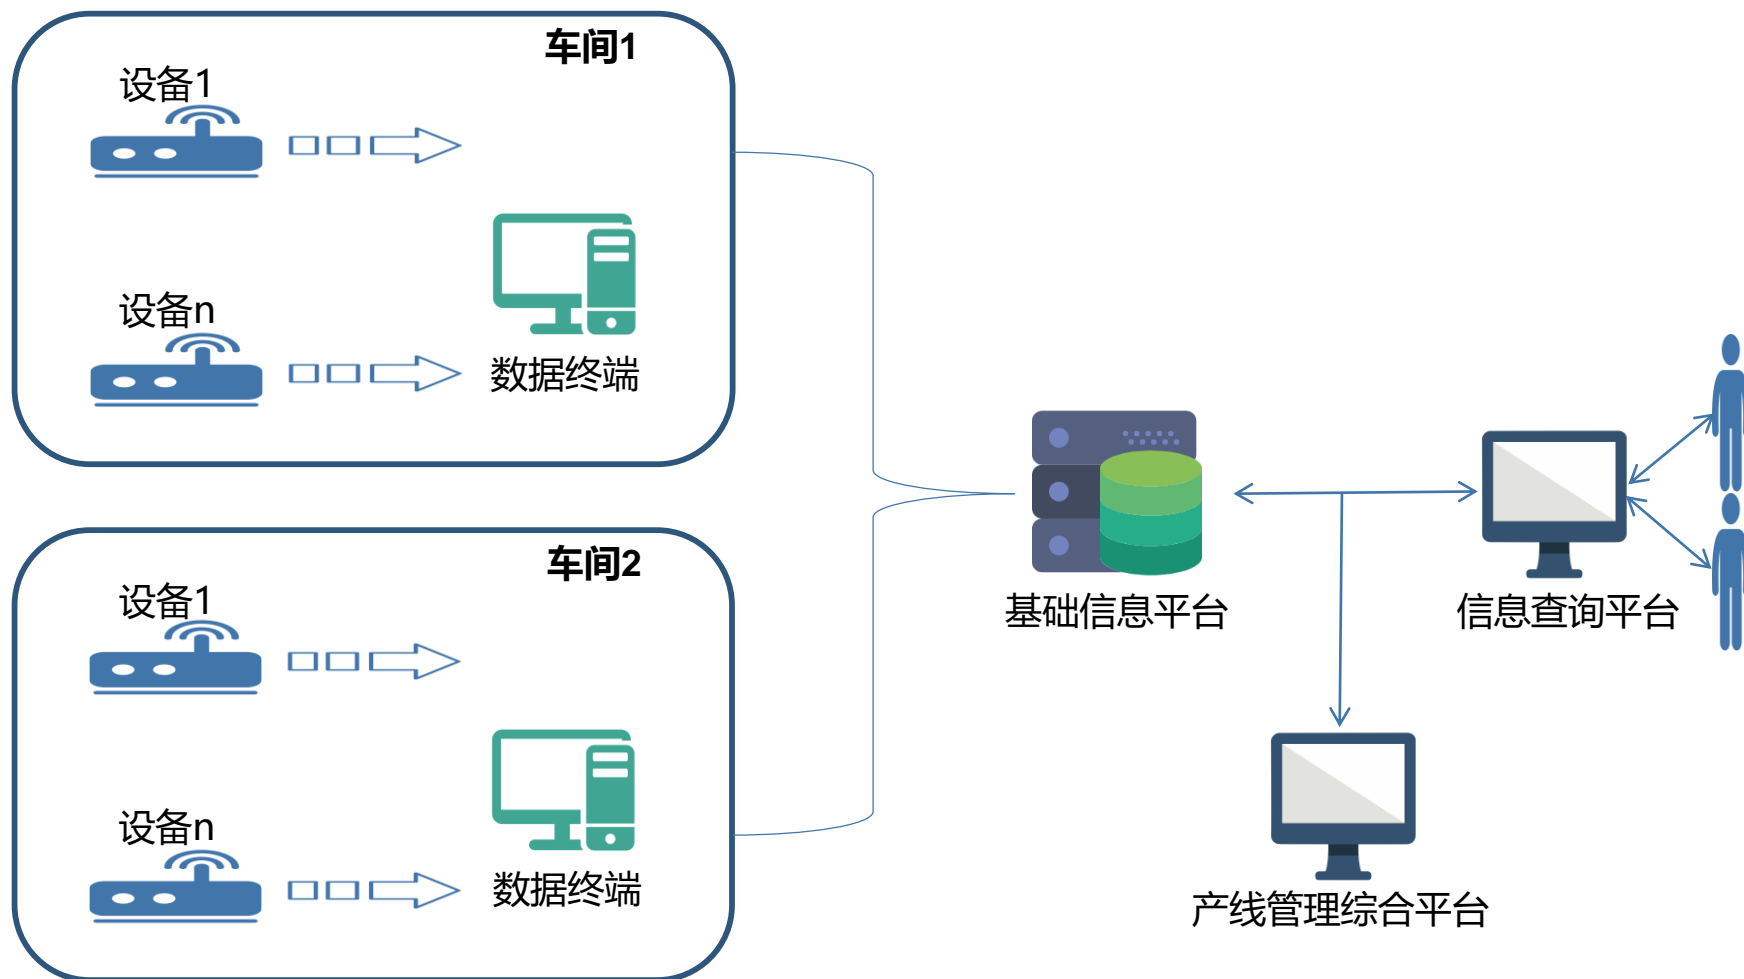 车间1
设备1
设备n
数据终端
车间2
设备1
设备n
数据终端
基础信息平台
信息查询平台
产线管理综合平台